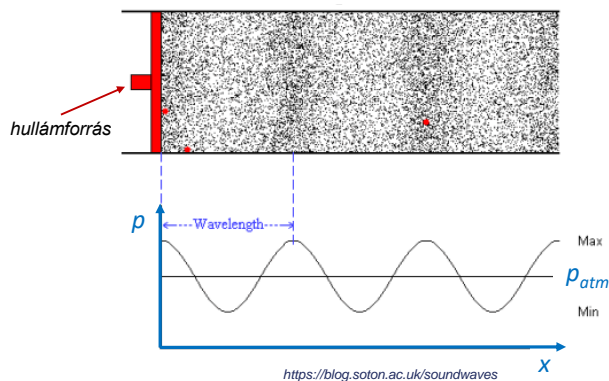 hullámforrás
p
Wavelength
Max
p_atm
Min
x
https://blog.soton.ac.uk/soundwaves